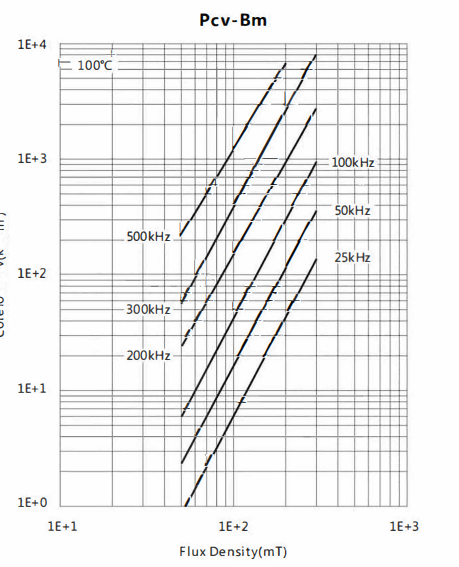 Pcv-Bm
1E+4
100℃
1E+3
100kHz
50kHz
500kHz
25kHz
1E+2
300kHz
200kHz
1E+1
1E+0
1E+1
1E+2
1E+3
Flux Density(mT)